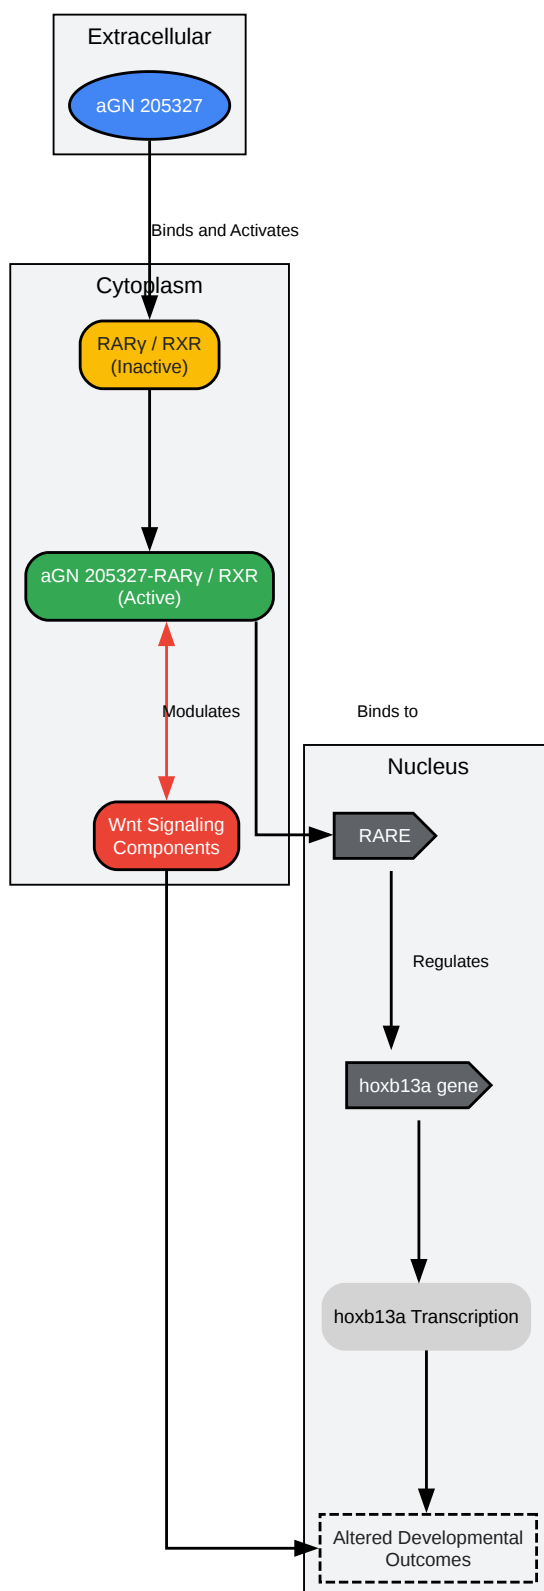 Extracellular
aGN 205327
Binds and Activates
Cytoplasm
RARγ / RXR
(Inactive)
aGN 205327-RARγ / RXR
(Active)
Modulates
Binds to
Nucleus
Wnt Signaling
Components
RARE
Regulates
hoxb13a gene
hoxb13a Transcription
Altered Developmental
Outcomes